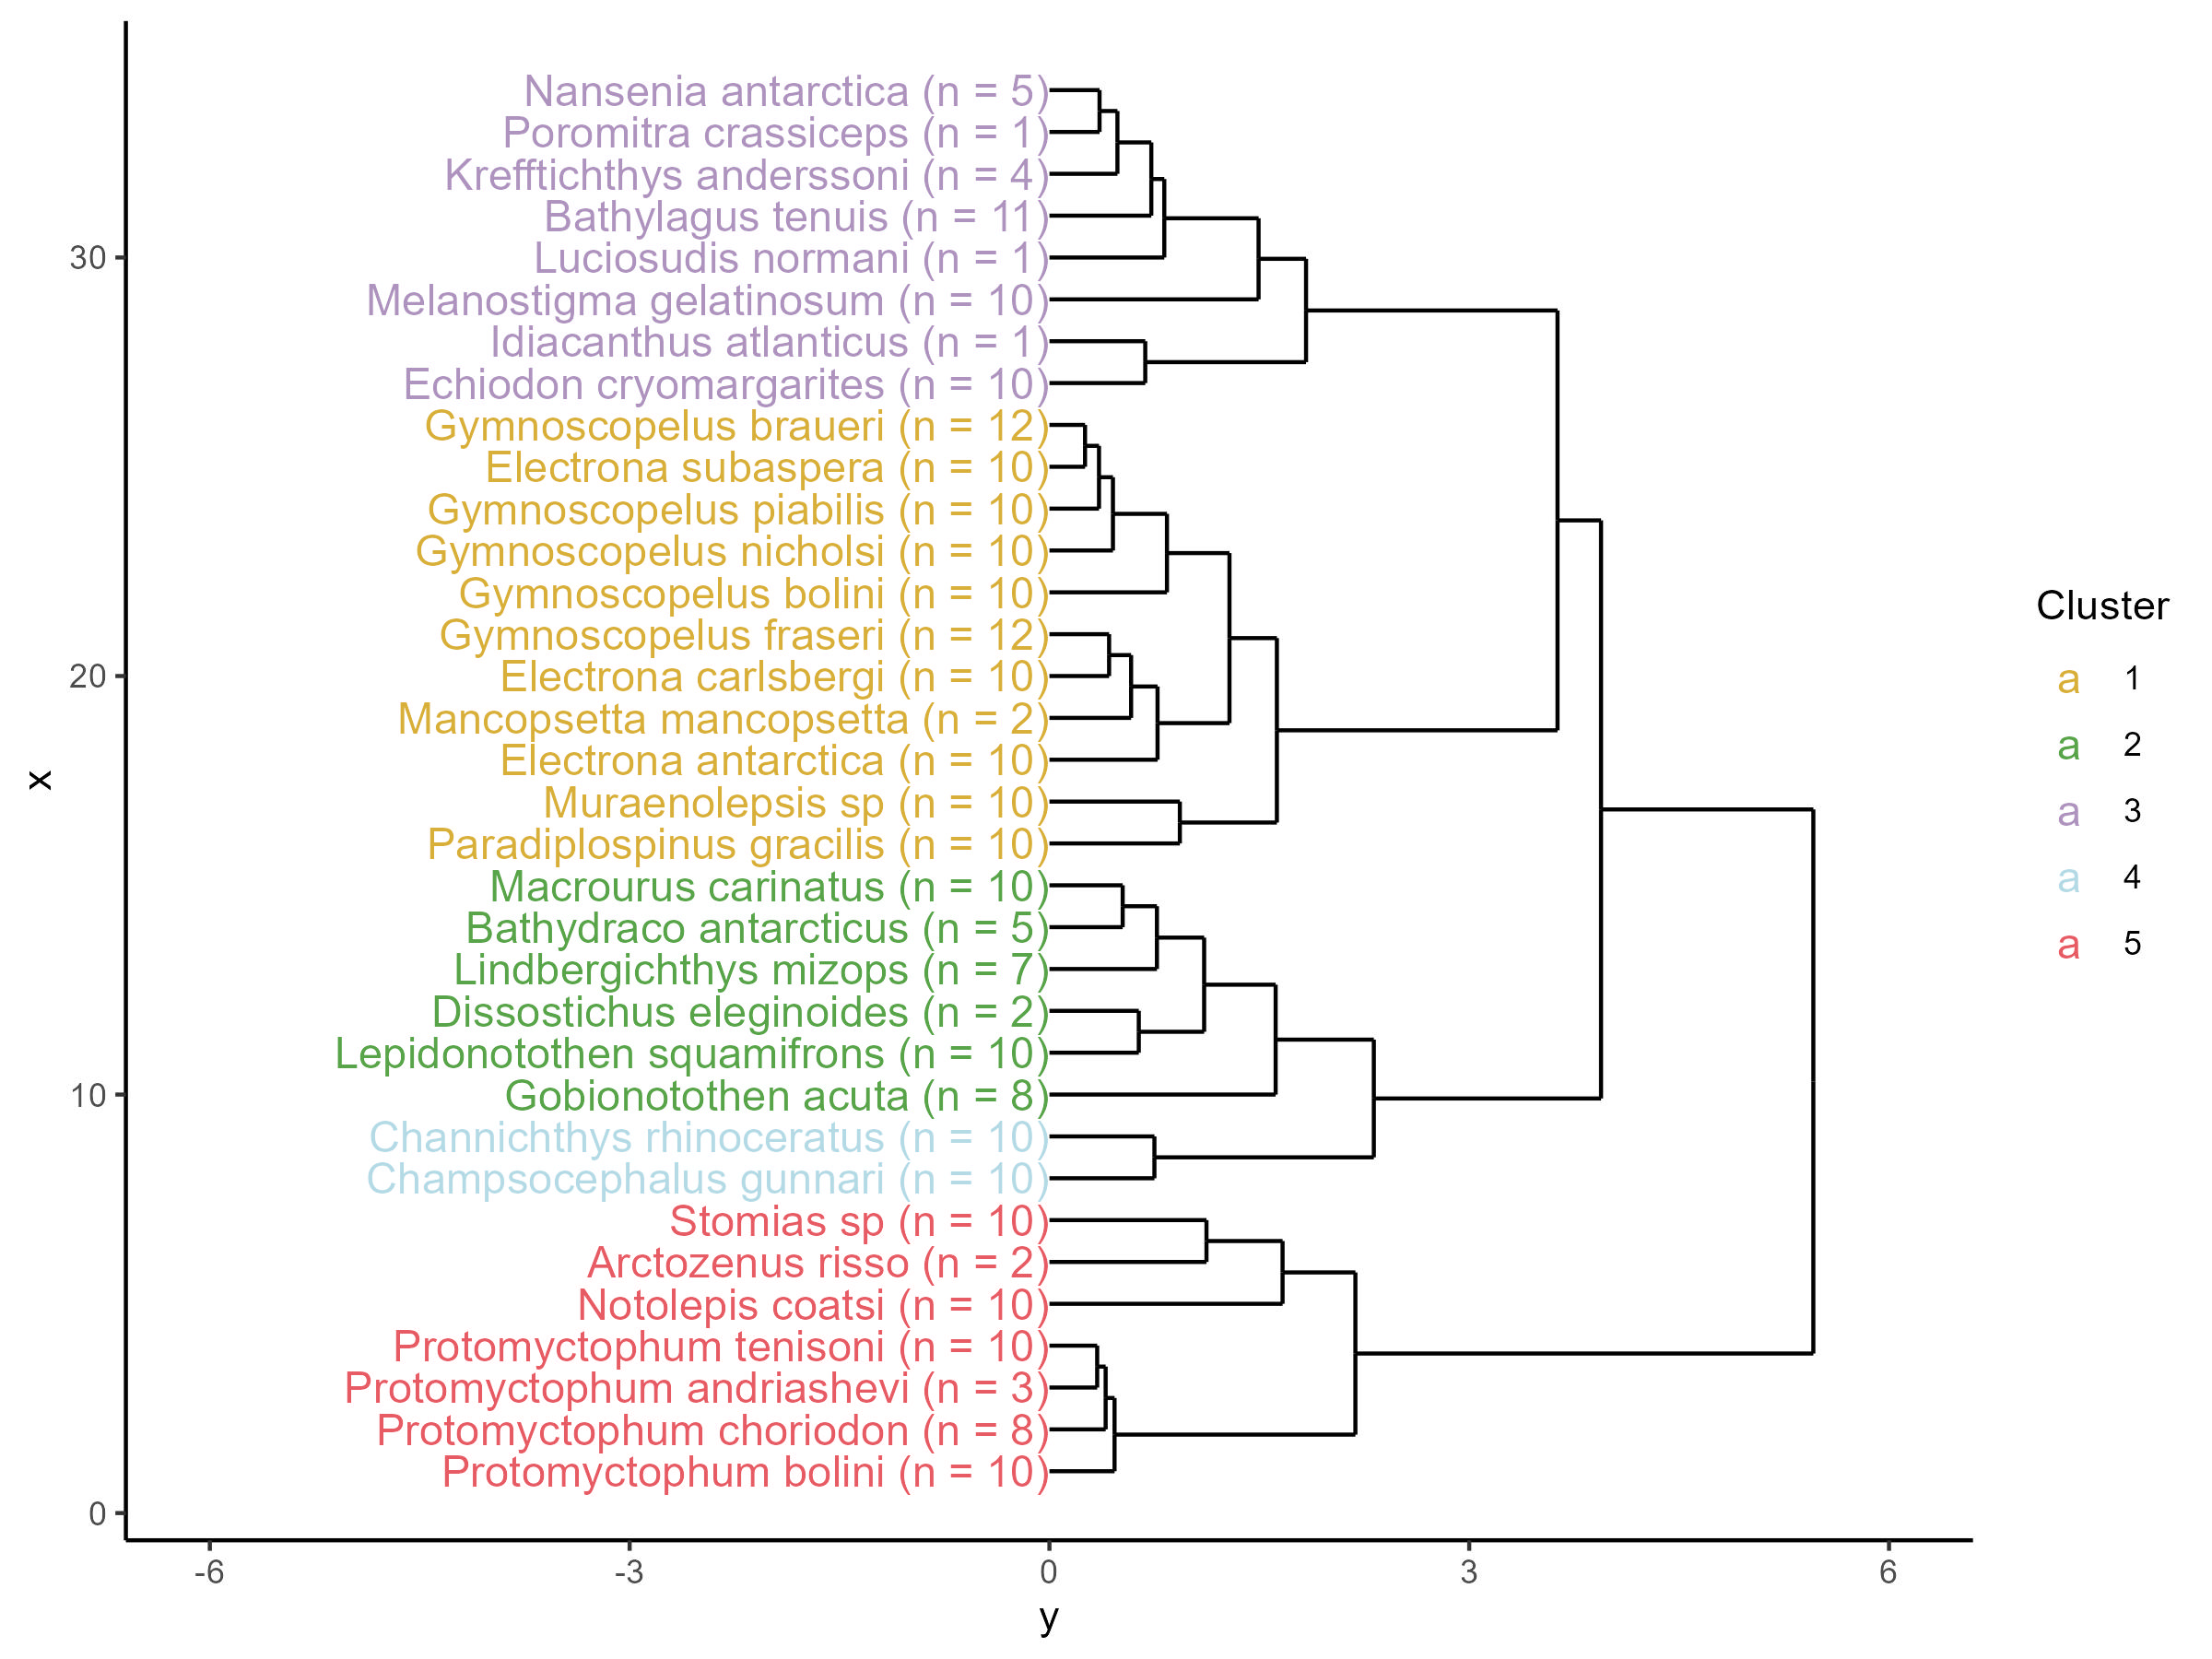 Nansenia antarctica (n = 5)
Poromitra crassiceps (n = 1)
Krefftichthys anderssoni (n = 4)
Bathylagus tenuis (n = 11)
30
Luciosudis normani (n = 1)
Melanostigma gelatinosum (n = 10)
Idiacanthus atlanticus (n = 1)
Echiodon cryomargarites (n = 10)
Gymnoscopelus braueri (n = 12)
Electrona subaspera (n = 10)
Gymnoscopelus piabilis (n = 10)
Gymnoscopelus nicholsi (n = 10)
Gymnoscopelus bolini (n = 10)
Gymnoscopelus fraseri (n = 12)
20
Electrona carlsbergi (n = 10)
Mancopsetta mancopsetta (n = 2)
Electrona antarctica (n = 10)
x
Muraenolepsis sp (n = 10)
Paradiplospinus gracilis (n = 10)
Macrourus carinatus (n = 10)
Bathydraco antarcticus (n = 5)
Lindbergichthys mizops (n = 7)
Dissostichus eleginoides (n = 2)
Lepidonotothen squamifrons (n = 10)
10
Gobionotothen acuta (n = 8)
Channichthys rhinoceratus (n = 10)
Champsocephalus gunnari (n = 10)
Stomias sp (n = 10)
Arctozenus risso (n = 2)
Notolepis coatsi (n = 10)
Protomyctophum tenisoni (n = 10)
Protomyctophum andriashevi (n = 3)
Protomyctophum choriodon (n = 8)
Protomyctophum bolini (n = 10)
0
-6 -3 0 3 6
y
Cluster
a 1
a 2
a 3
a 4
a 5